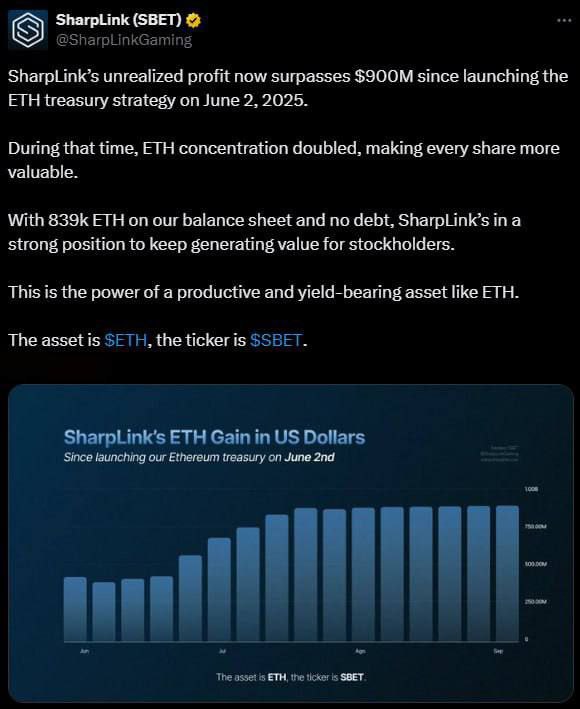 SharpLink (SBET)
@SharpLinkGaming
SharpLink's unrealized profit now surpasses $900M since launching the
ETH treasury strategy on June 2, 2025.
During that time, ETH concentration doubled, making every share more
valuable.
With 839k ETH on our balance sheet and no debt, SharpLink's in a
strong position to keep generating value for stockholders.
This is the power of a productive and yield-bearing asset like ETH.
The asset is $ETH, the ticker is $SBET.
SharpLink's ETH Gain in US Dollars
Since launching our Ethereum treasury on June 2nd
1.00B
750.00M
500.00M
250.00M
0
Jun Jul Ago Sep
The asset is ETH, the ticker is SBET.